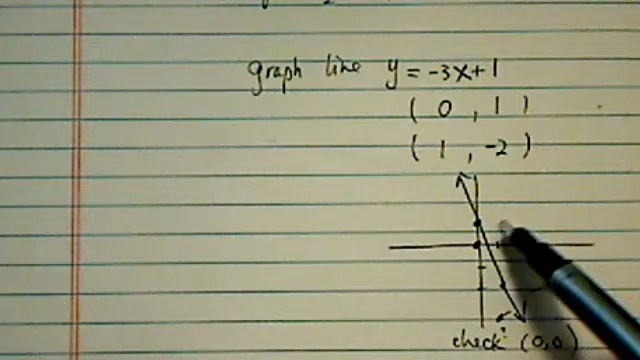 graph line y = -3x+1
( 0 , 1 )
( 1 , -2 )
check: (0,0)